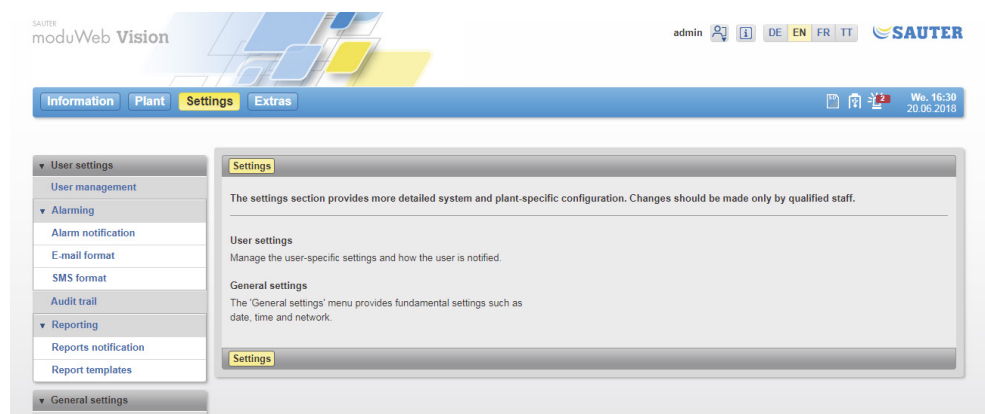 SAUTER
moduWeb Vision
admin
i
DE EN FR TT
SAUTER
Information Plant Settings Extras
2
We. 16:30
20.06.2018
User settings
User management
Alarming
Alarm notification
E-mail format
SMS format
Audit trail
Reporting
Reports notification
Report templates
General settings
Settings
The settings section provides more detailed system and plant-specific configuration. Changes should be made only by qualified staff.
User settings
Manage the user-specific settings and how the user is notified.
General settings
The 'General settings' menu provides fundamental settings such as
date, time and network.
Settings